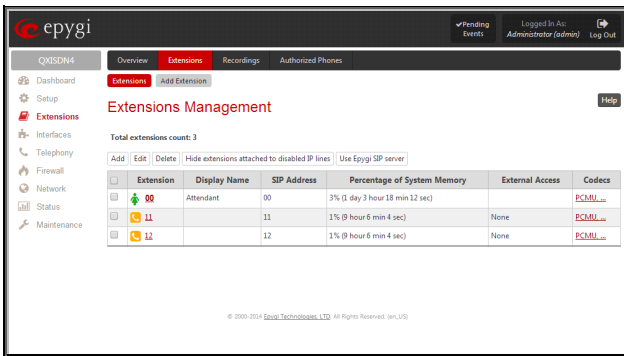 epygi
✔Pending Events
Logged In As: Administrator (admin)
Log Out
QXISDN4
Overview Extensions Recordings Authorized Phones
Dashboard
Setup
Extensions
Interfaces
Telephony
Firewall
Network
Status
Maintenance
Extensions Add Extension
Extensions Management
Help
Total extensions count: 3
Add Edit Delete Hide extensions attached to disabled IP lines Use Epygi SIP server
Extension Display Name SIP Address Percentage of System Memory External Access Codecs
00 Attendant 00 3% (1 day 3 hour 18 min 12 sec) PCMU, ...
11 11 1% (9 hour 6 min 4 sec) None PCMU, ...
12 12 1% (9 hour 6 min 4 sec) None PCMU, ...
© 2000-2014 Epygi Technologies, LTD. All Rights Reserved. (en_US)